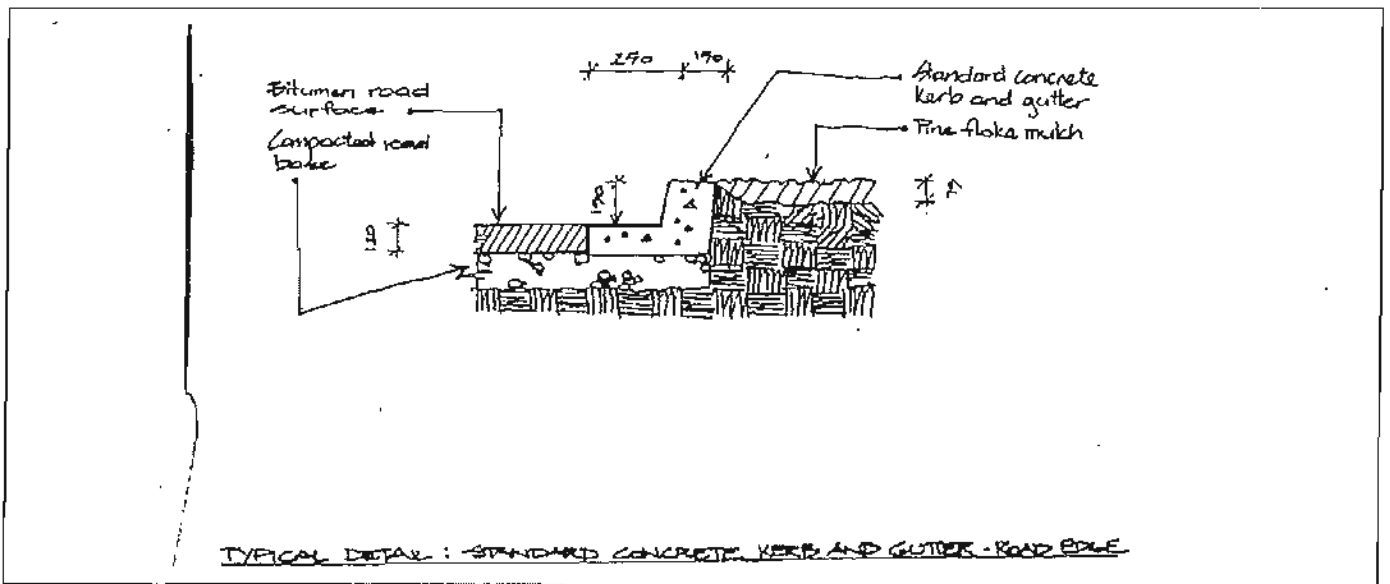 250 150
Bitumen road
surface
Compacted road
base
Standard concrete
kerb and gutter
Pine flake mulch
TYPICAL DETAIL : STANDARD CONCRETE KERB AND GUTTER - ROAD EDGE